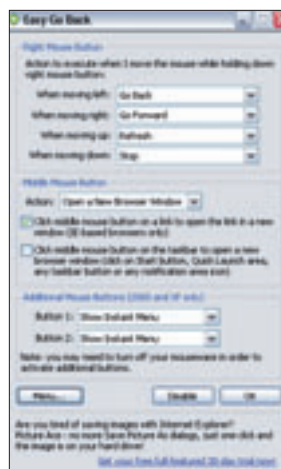 Easy Go Back
Right Mouse Button
Action to execute when I move the mouse while holding down
right mouse button:
When moving left: Go Back
When moving right: Go Forward
When moving up: Refresh
When moving down: Stop
Middle Mouse Button
Action: Open a New Browser Window
Click middle mouse button on a link to open the link in a new
window (IE-based browsers only)
Click middle mouse button on the taskbar to open a new
browser window (click on Start button, Quick Launch area,
any taskbar button or any notification area icon)
Additional Mouse Buttons (2000 and XP only)
Button 1: Show Instant Menu
Button 2: Show Instant Menu
Note: you may need to turn off your mouseware in order to
activate additional buttons.
Menu... Disable OK
Are you tired of saving images with Internet Explorer?
Picture Ace - no more Save Picture As dialogs, just one click and
the image is on your hard drive!
Get your free full-featured 30-day trial now!